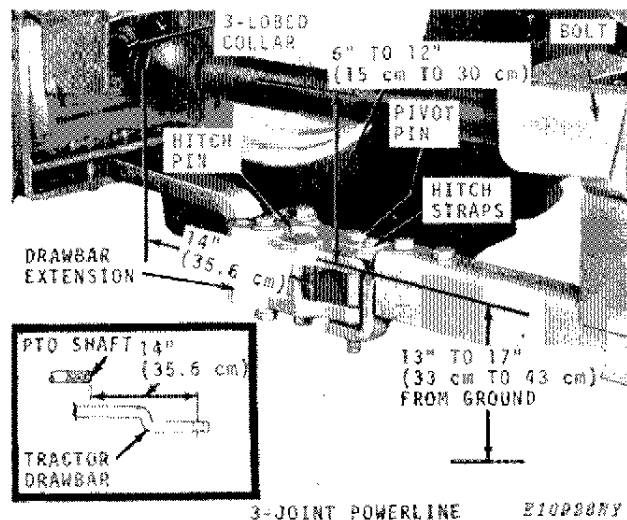 3-LOBED
COLLAR
6" TO 12"
(15 cm TO 30 cm)
BOLT
PIVOT
PIN
HITCH
PIN
HITCH
STRAPS
14"
(35.6 cm)
DRAWBAR
EXTENSION
13" TO 17"
(33 cm TO 43 cm)
FROM GROUND
PTO SHAFT
14"
(35.6 cm)
TRACTOR
DRAWBAR
3-JOINT POWERLINE